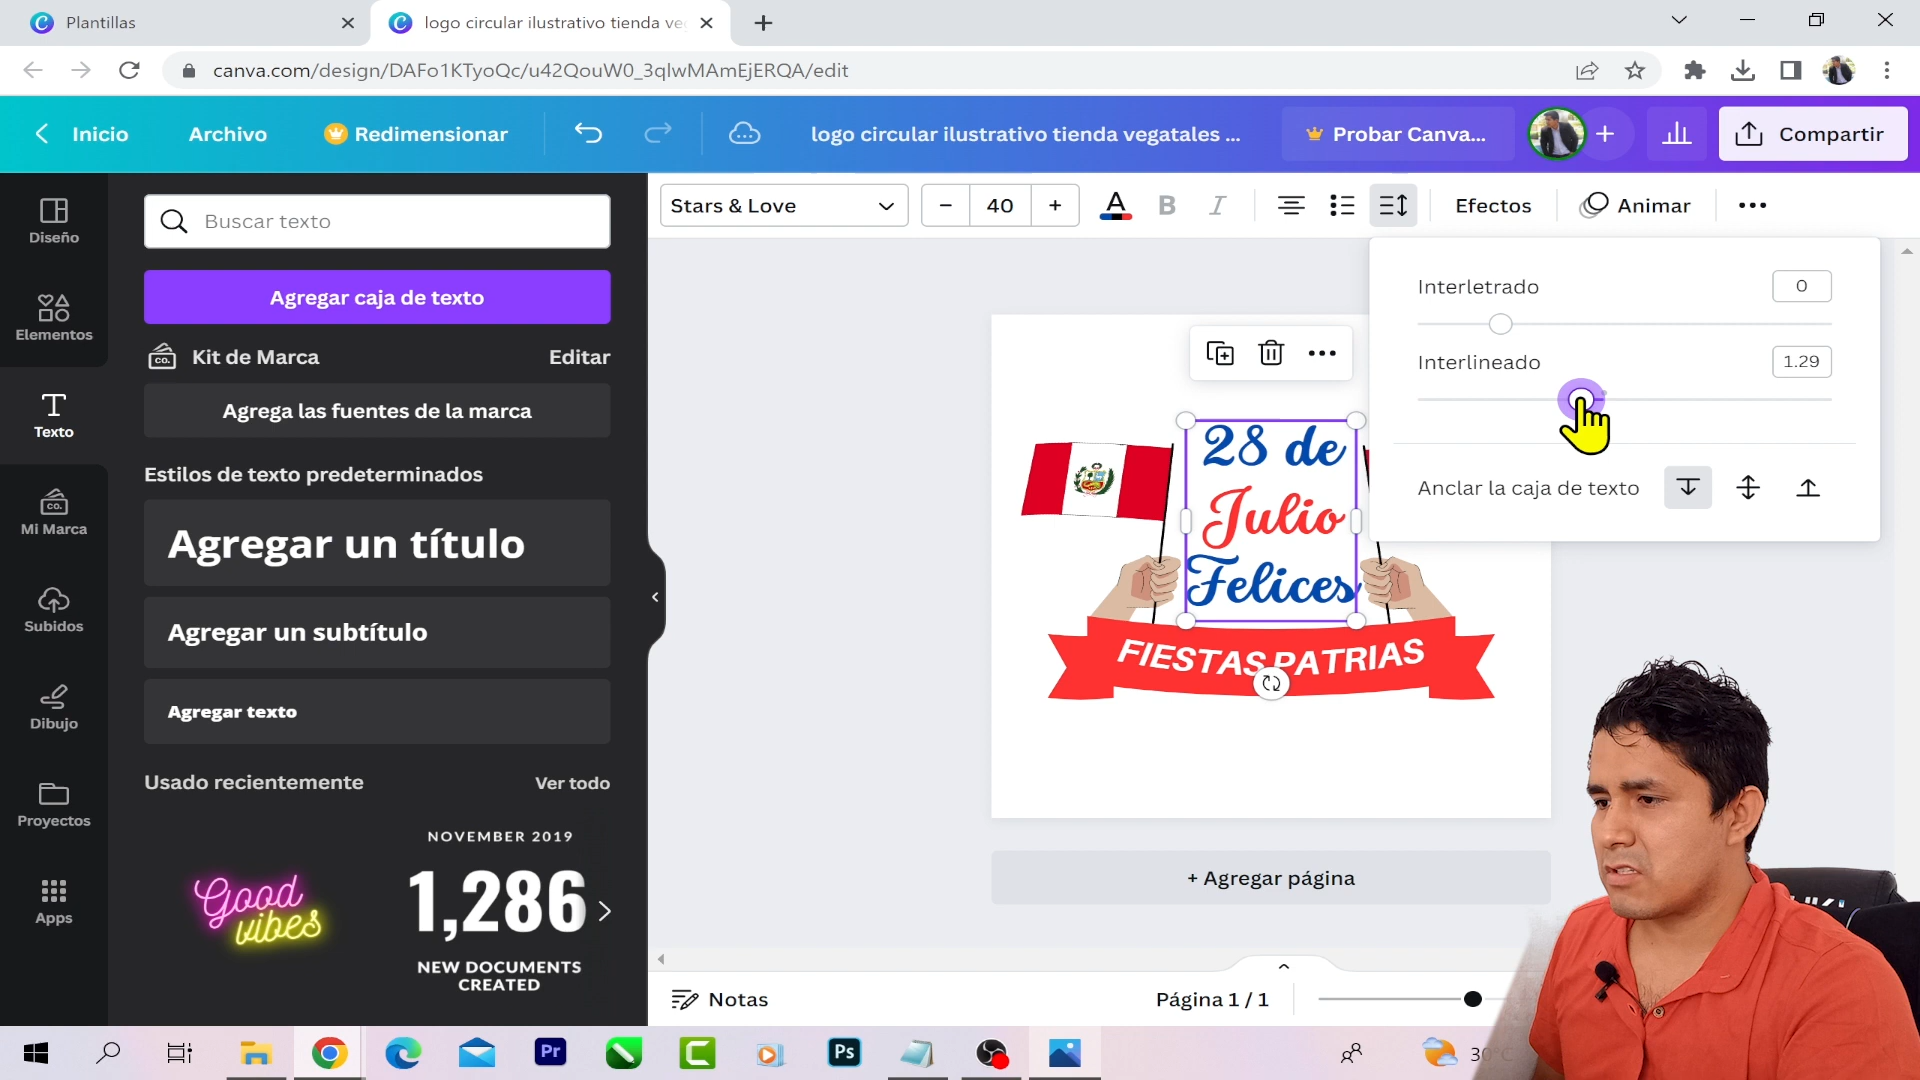 Plantillas
logo circular ilustrativo tienda ve
canva.com/design/DAFo1KTyoQc/u42QouW0_3qlwMAmEjERQA/edit
Inicio
Archivo
Redimensionar
logo circular ilustrativo tienda vegatales ...
Probar Canva...
Compartir
Diseño
Elementos
Texto
Mi Marca
Subidos
Dibujo
Proyectos
Apps
Buscar texto
Agregar caja de texto
Kit de Marca
Editar
Agrega las fuentes de la marca
Estilos de texto predeterminados
Agregar un título
Agregar un subtítulo
Agregar texto
Usado recientemente
Ver todo
Good
vibes
NOVEMBER 2019
1,286
NEW DOCUMENTS
CREATED
Stars & Love
40
Efectos
Animar
Interletrado
0
Interlineado
1.29
Anclar la caja de texto
28 de
Julio
Felices
FIESTAS PATRIAS
+ Agregar página
Notas
Página 1 / 1
Pr
Ps
30°C